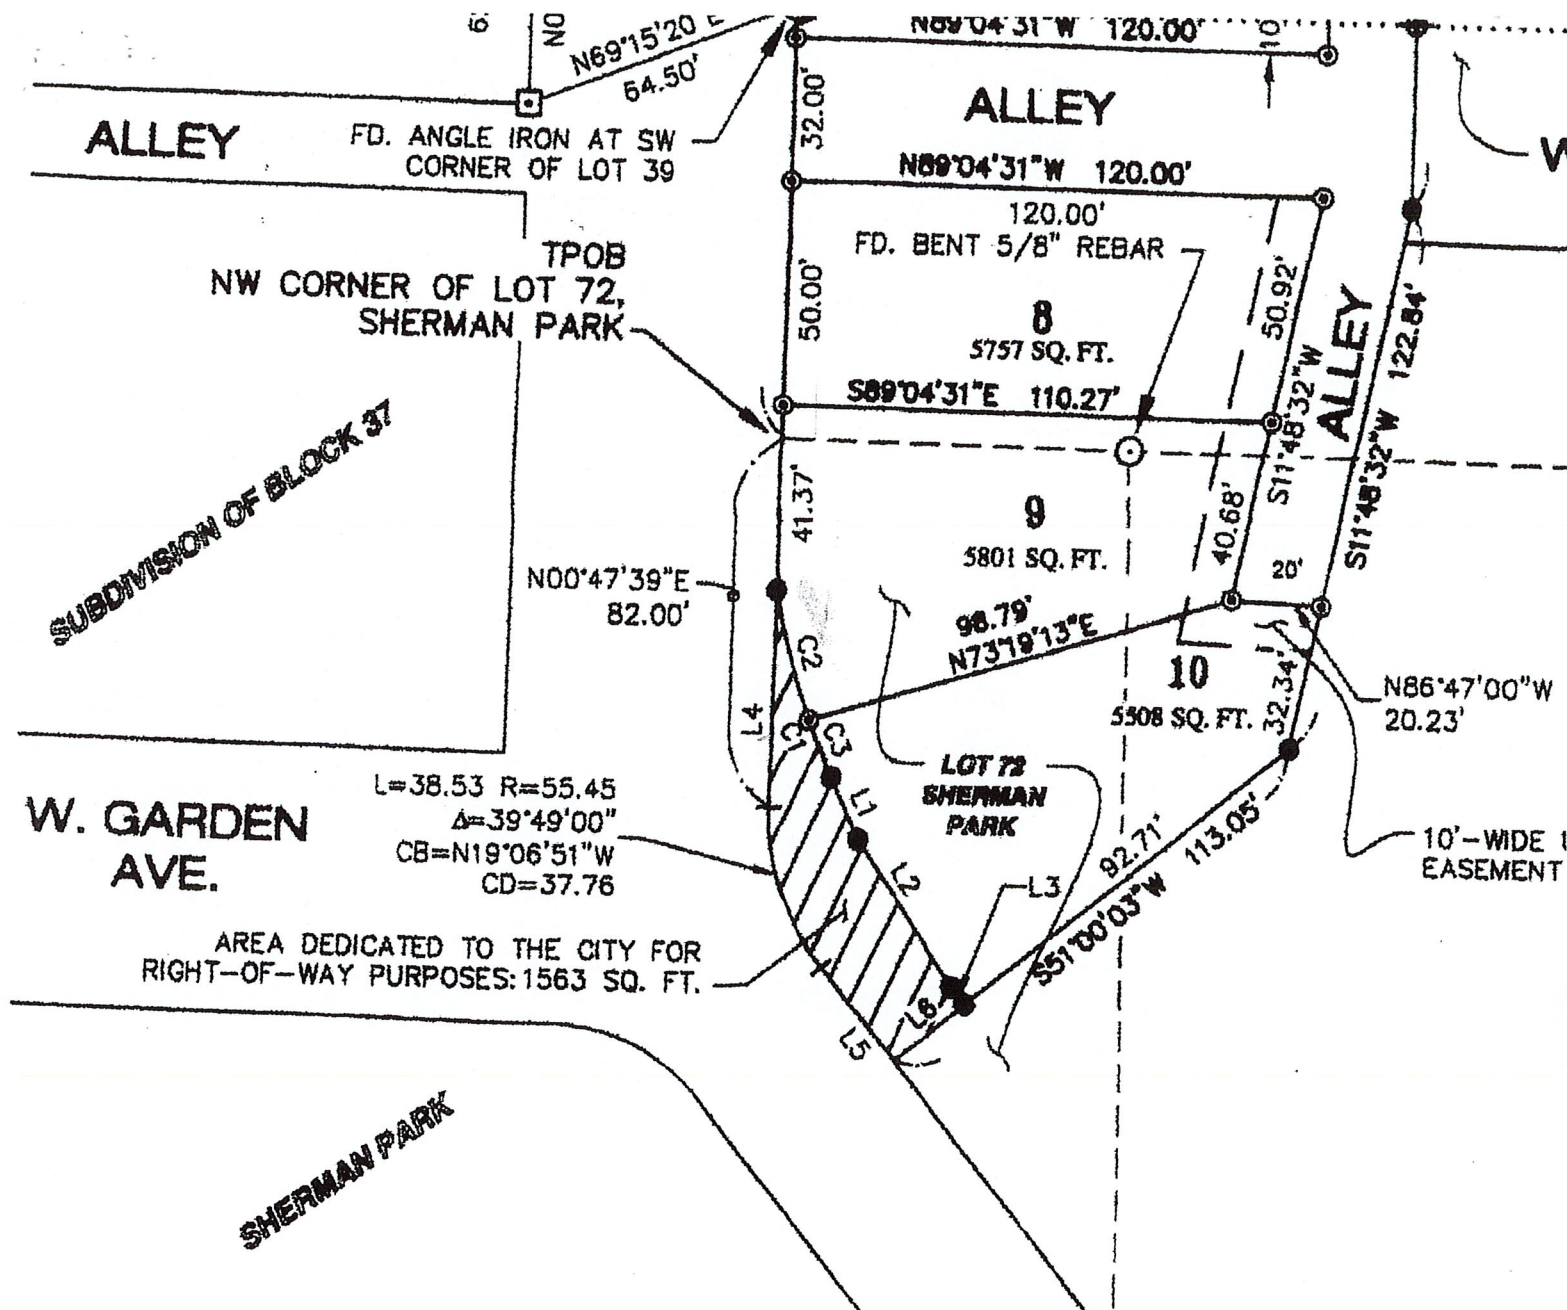 N69°15'20"E
64.50'
N89°04'31"W 120.00'
10'
32.00'
ALLEY
ALLEY
FD. ANGLE IRON AT SW
CORNER OF LOT 39
N89°04'31"W 120.00'
120.00'
FD. BENT 5/8" REBAR
TPOB
NW CORNER OF LOT 72,
SHERMAN PARK
50.00'
8
5757 SQ. FT.
50.92'
ALLEY
122.84'
S89°04'31"E 110.27'
S11°48'32"W
S11°48'32"W
SUBDIVISION OF BLOCK 37
41.37'
9
5801 SQ. FT.
40.68'
20'
N00°47'39"E
82.00'
98.79'
N73°19'13"E
C2
10
5508 SQ. FT.
32.34'
N86°47'00"W
20.23'
L4
C1
C3
LOT 72
SHERMAN
PARK
L1
W. GARDEN
AVE.
L=38.53 R=55.45
Δ=39°49'00"
CB=N19°06'51"W
CD=37.76
L2
L3
92.71'
113.05'
S51°00'03"W
10'-WIDE
EASEMENT
AREA DEDICATED TO THE CITY FOR
RIGHT-OF-WAY PURPOSES: 1563 SQ. FT.
L6
L5
SHERMAN PARK